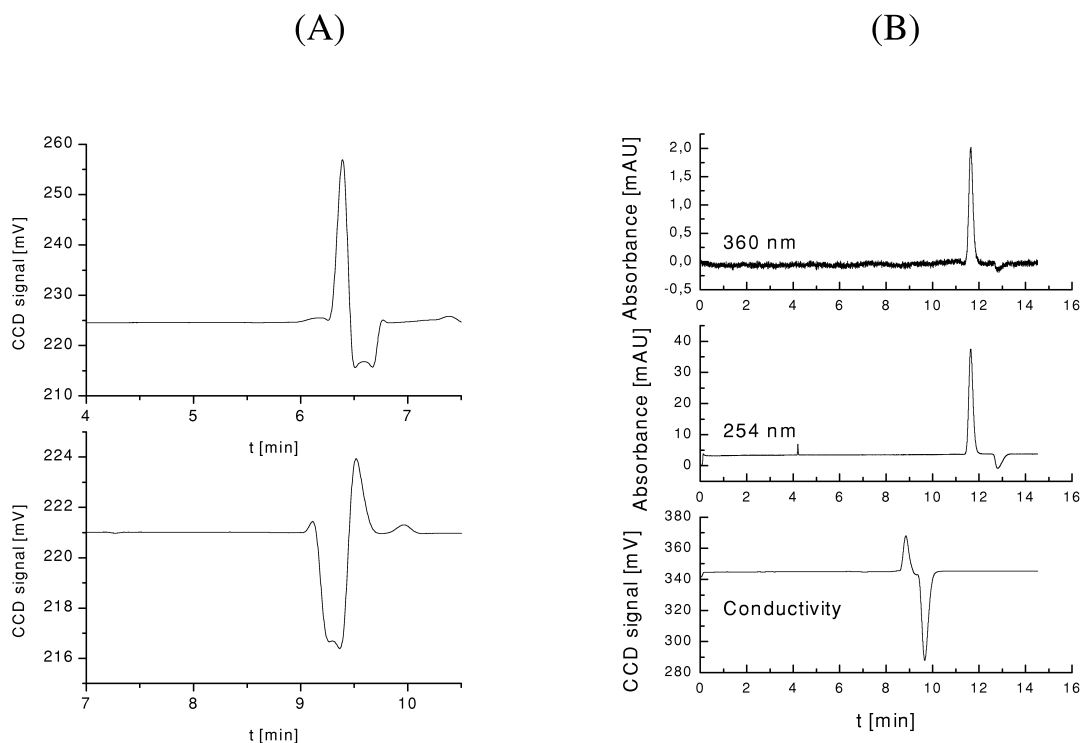 (A)
260
250
240
230
220
210
CCD signal [mV]
4 5 6 7
t [min]
224
222
220
218
216
CCD signal [mV]
7 8 9 10
t [min]
(B)
2,0
1,5
1,0
0,5
0,0
-0,5
Absorbance [mAU]
360 nm
0 2 4 6 8 10 12 14 16
40
30
20
10
0
Absorbance [mAU]
254 nm
0 2 4 6 8 10 12 14 16
380
360
340
320
300
280
CCD signal [mV]
Conductivity
0 2 4 6 8 10 12 14 16
t [min]